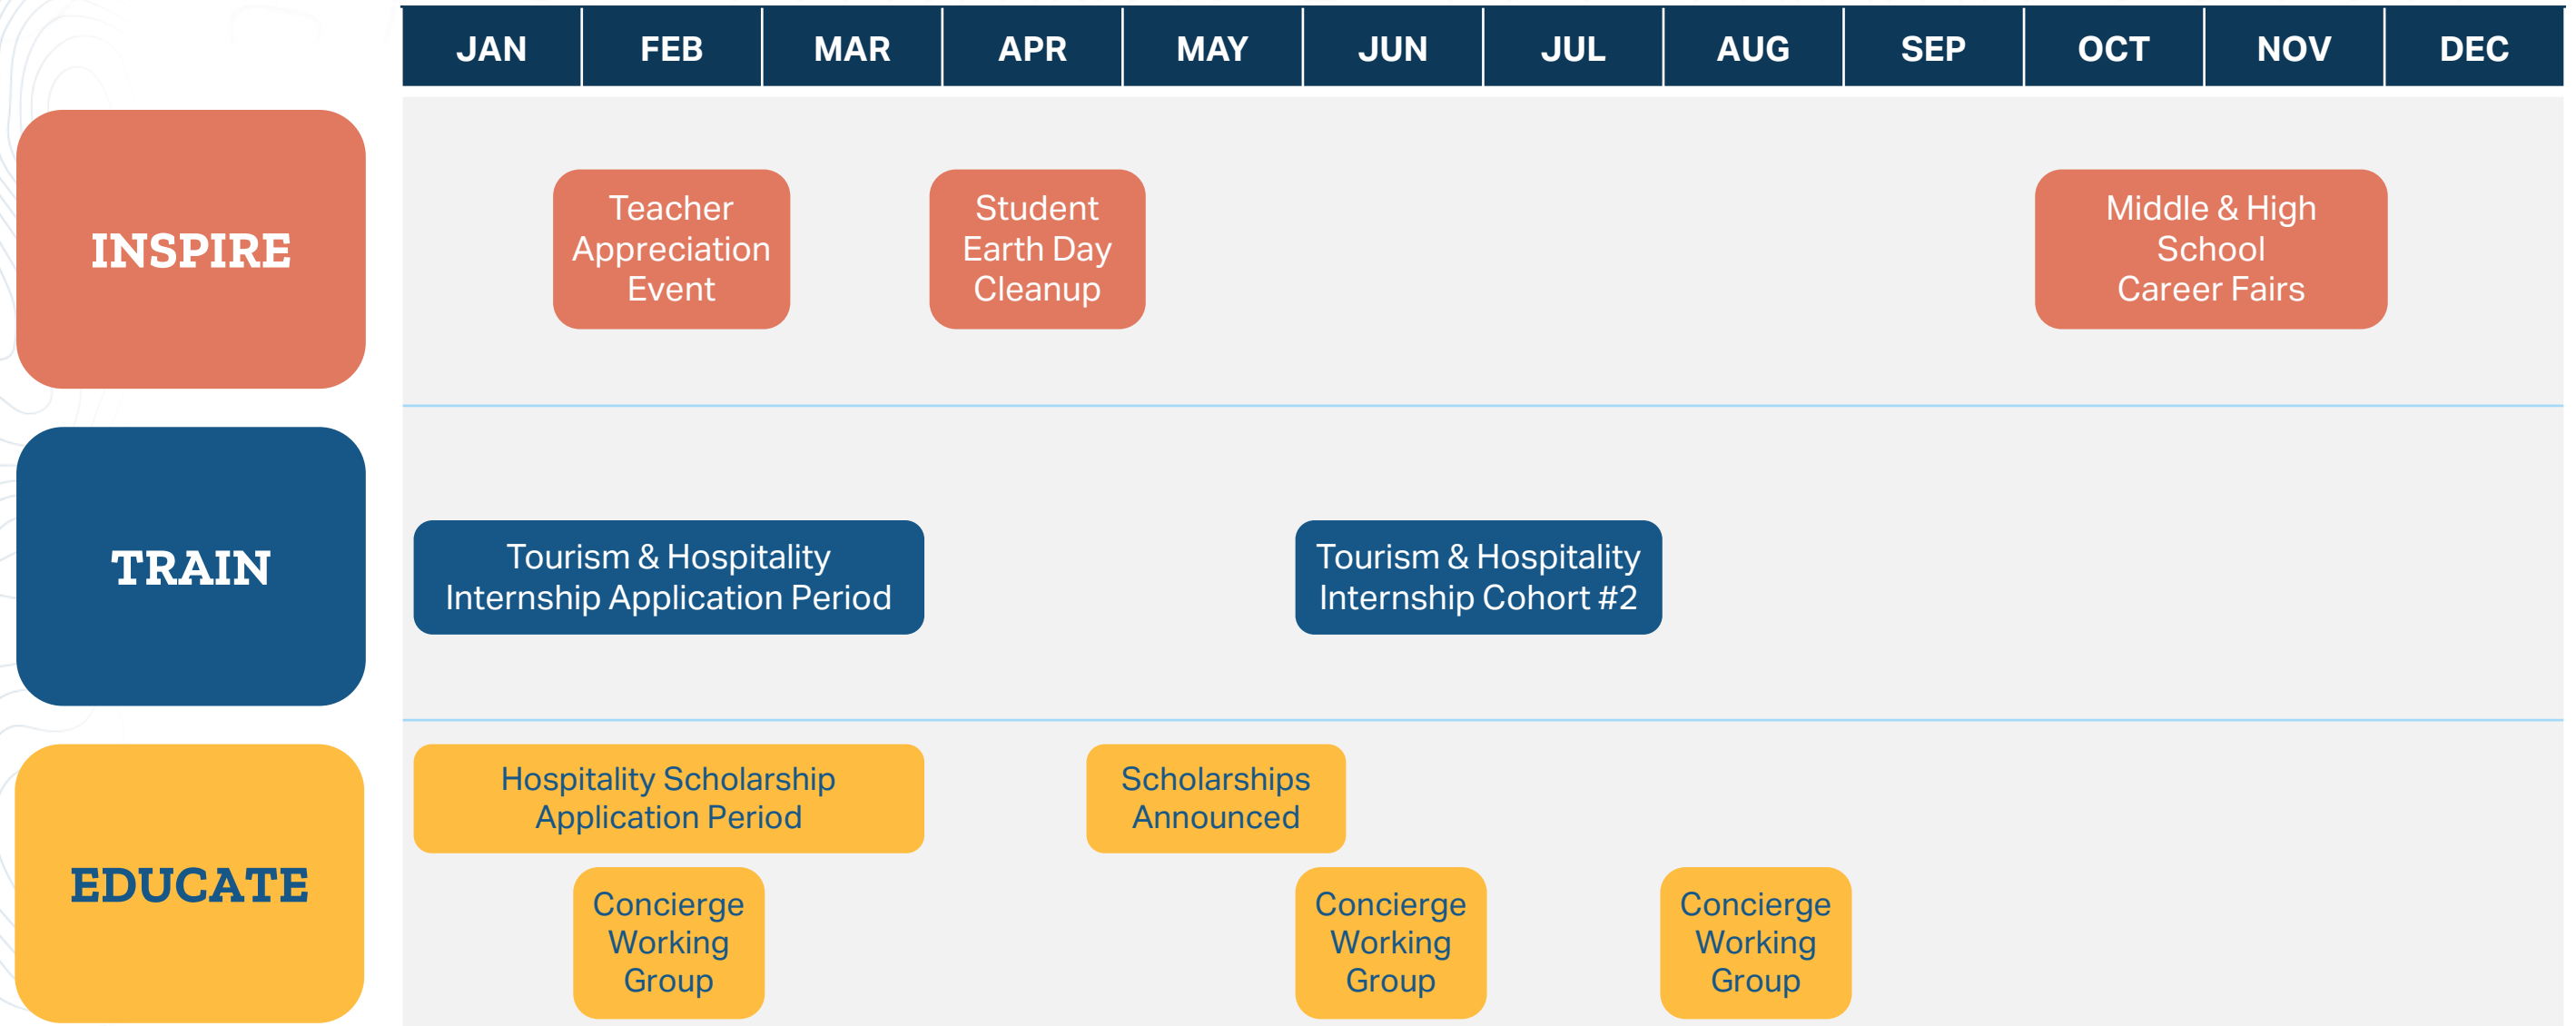 JAN FEB MAR APR MAY JUN JUL AUG SEP OCT NOV DEC
INSPIRE
Teacher
Appreciation
Event
Student
Earth Day
Cleanup
Middle & High
School
Career Fairs
TRAIN
Tourism & Hospitality
Internship Application Period
Tourism & Hospitality
Internship Cohort #2
EDUCATE
Hospitality Scholarship
Application Period
Scholarships
Announced
Concierge
Working
Group
Concierge
Working
Group
Concierge
Working
Group